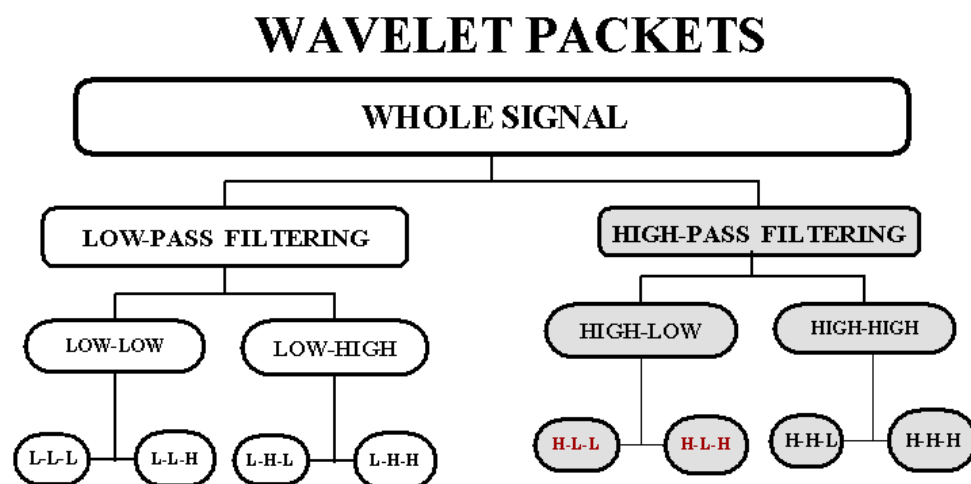 WAVELET PACKETS
WHOLE SIGNAL
LOW-PASS FILTERING
HIGH-PASS FILTERING
LOW-LOW
LOW-HIGH
HIGH-LOW
HIGH-HIGH
L-L-L
L-L-H
L-H-L
L-H-H
H-L-L
H-L-H
H-H-L
H-H-H